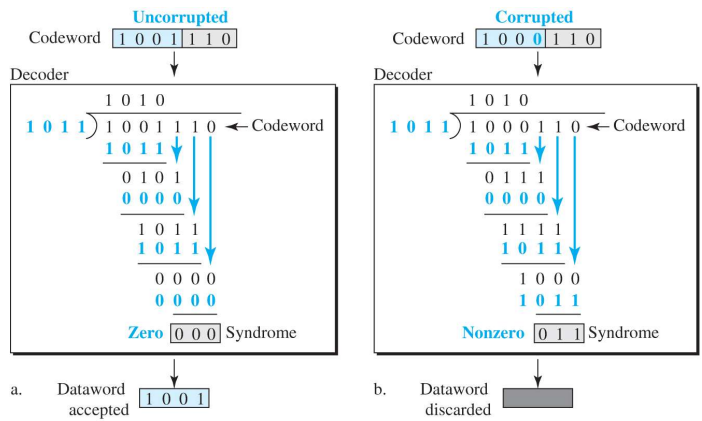 Uncorrupted
Codeword 1 0 0 1 1 1 0
Decoder
1 0 1 0
1 0 1 1 ) 1 0 0 1 1 1 0 Codeword
1 0 1 1
0 1 0 1
0 0 0 0
1 0 1 1
1 0 1 1
0 0 0 0
0 0 0 0
Zero 0 0 0 Syndrome
a. Dataword
accepted 1 0 0 1
Corrupted
Codeword 1 0 0 0 1 1 0
Decoder
1 0 1 0
1 0 1 1 ) 1 0 0 0 1 1 0 Codeword
1 0 1 1
0 1 1 1
0 0 0 0
1 1 1 1
1 0 1 1
1 0 0 0
1 0 1 1
Nonzero 0 1 1 Syndrome
b. Dataword
discarded